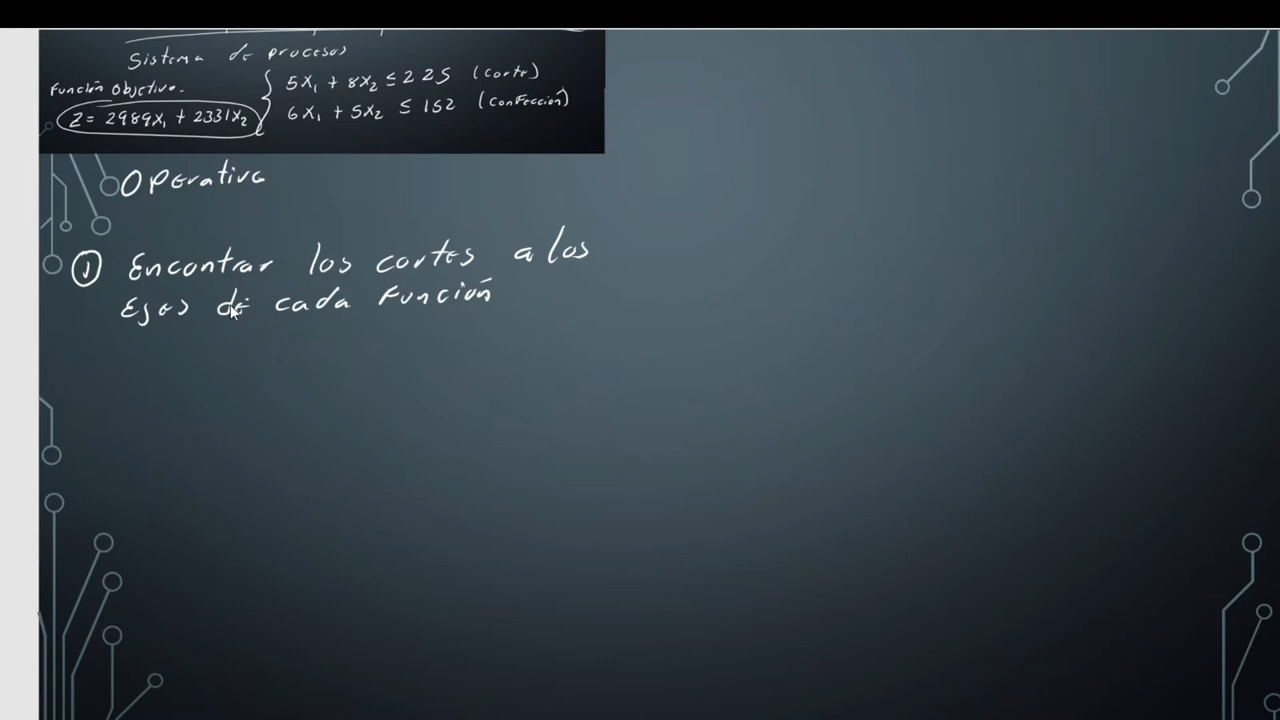 Sistema de procesos
Función Objetivo.
Z = 2989X₁ + 2331X₂
5X₁ + 8X₂ ≤ 225 (corte)
6X₁ + 5X₂ ≤ 152 (confección)
Operativa
① Encontrar los cortes a los
Ejes de cada función